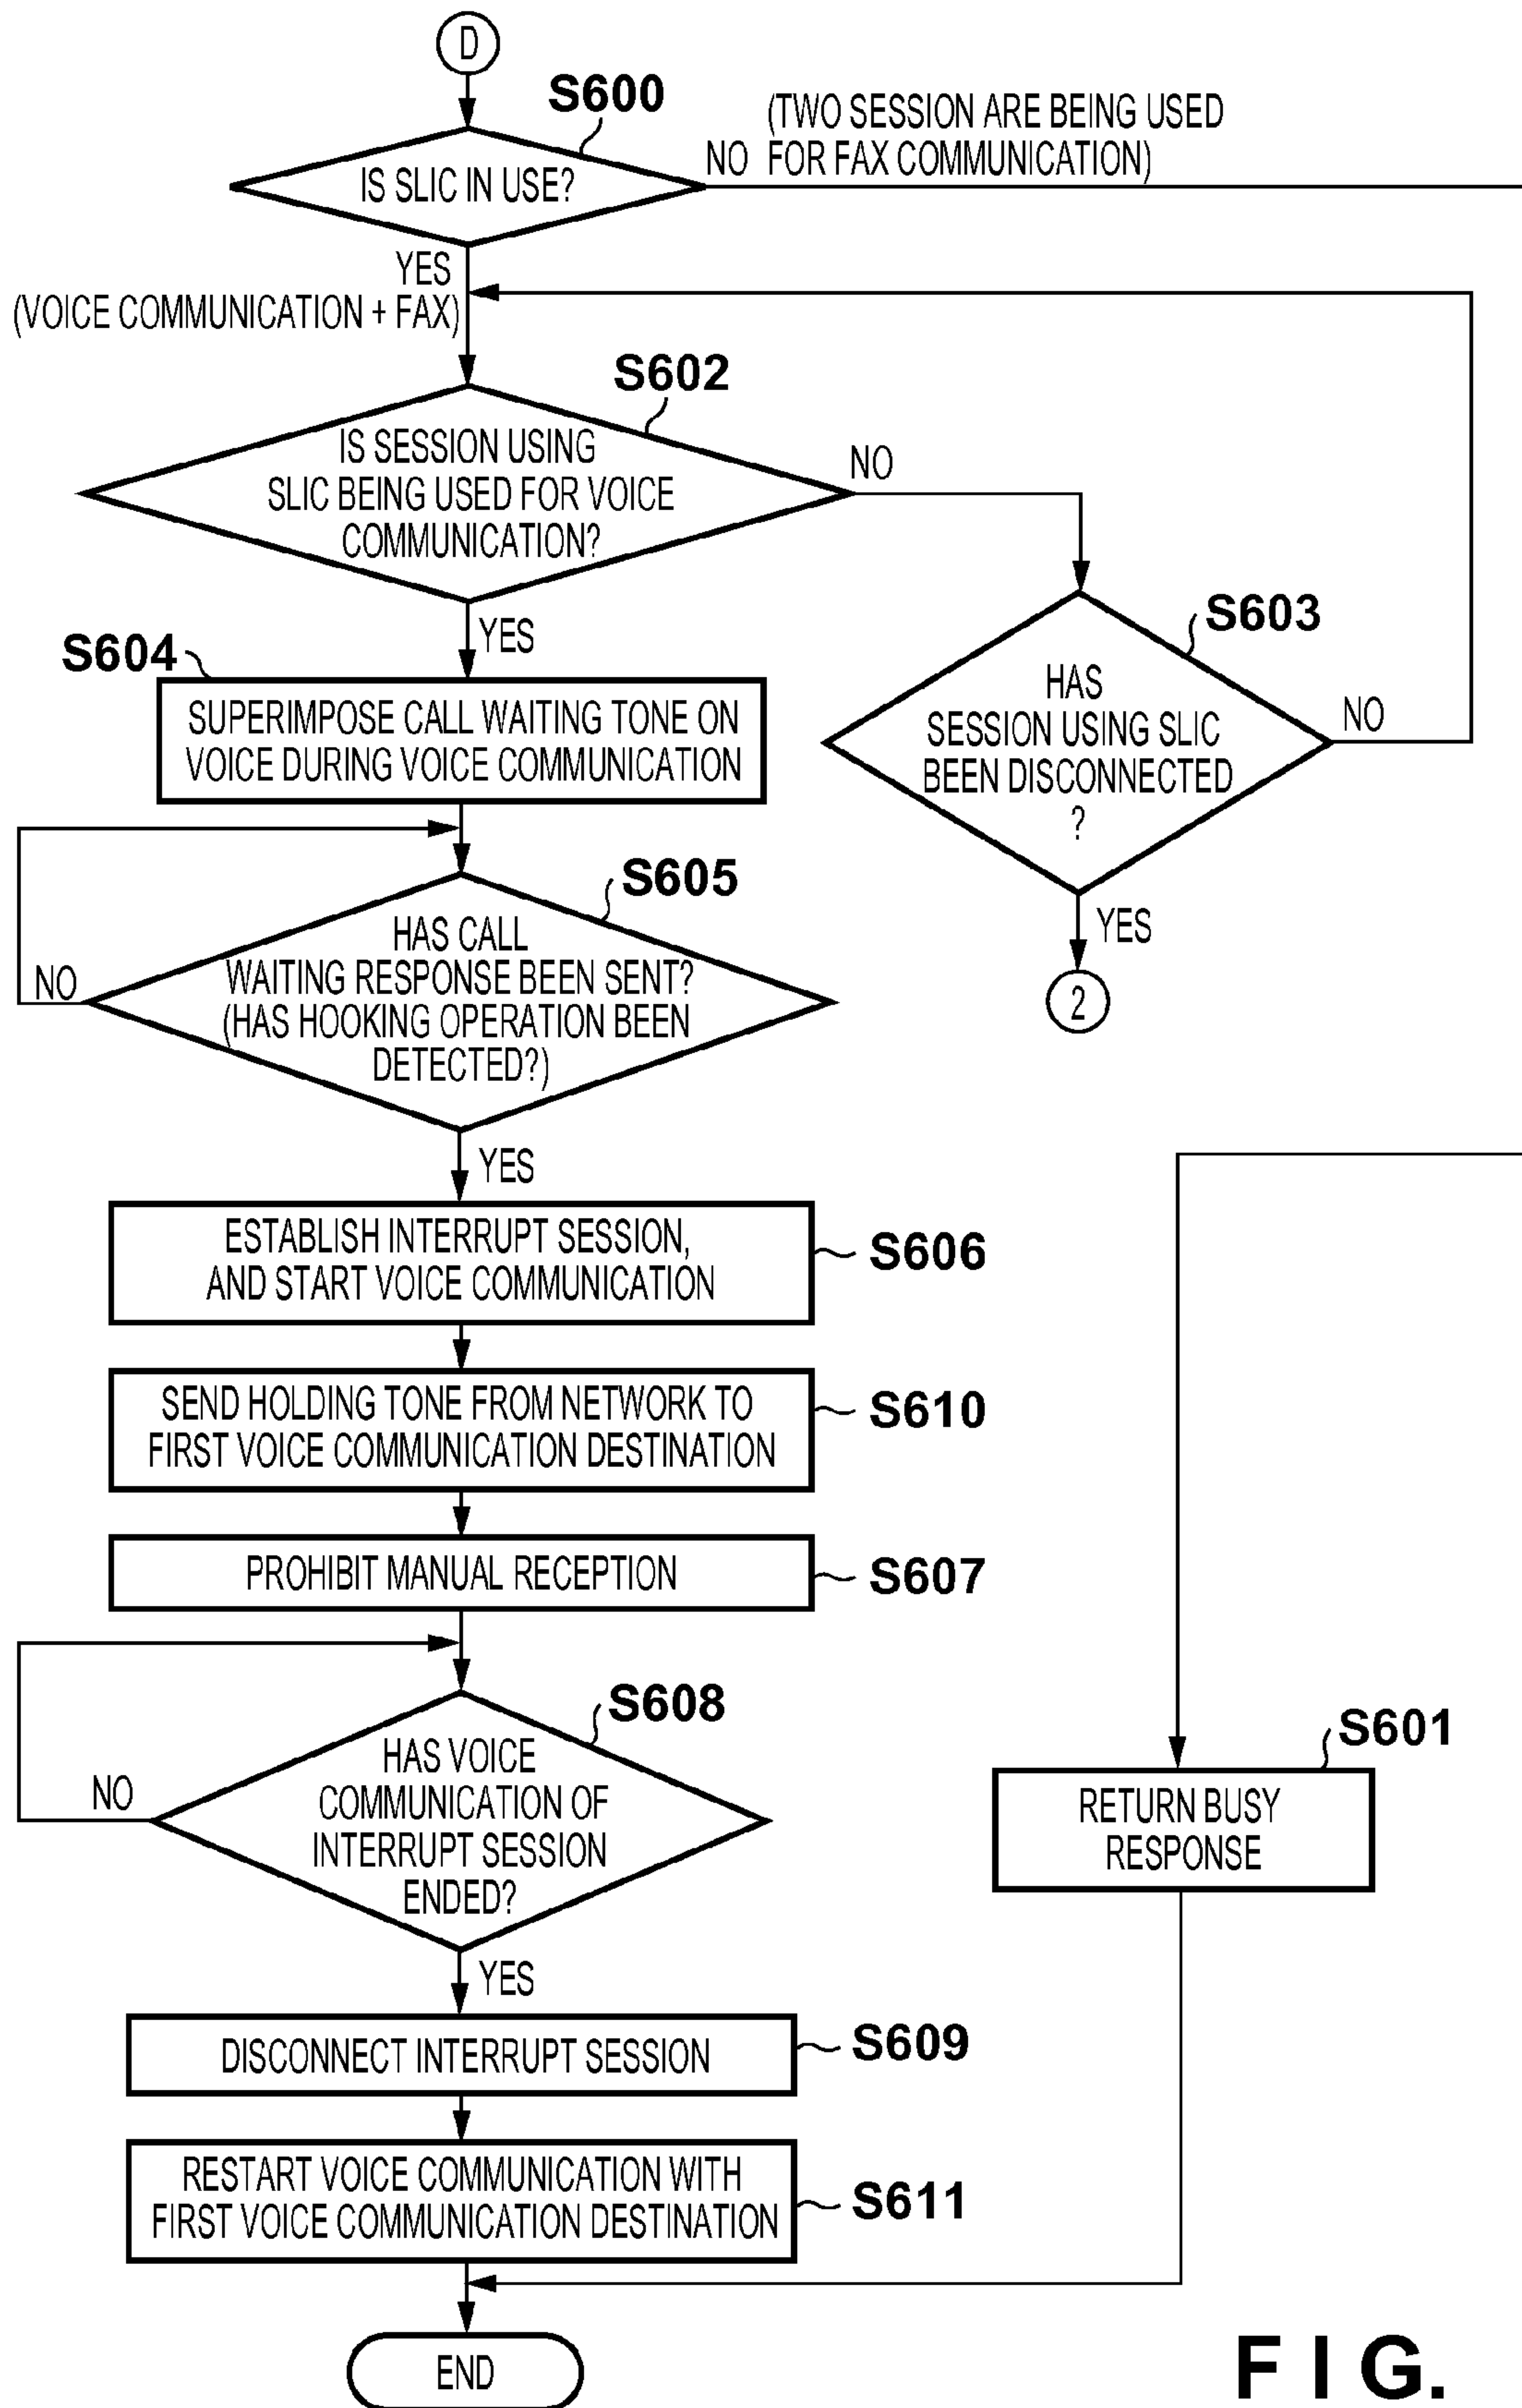 D
S600
(TWO SESSION ARE BEING USED
NO FOR FAX COMMUNICATION)
IS SLIC IN USE?
YES
(VOICE COMMUNICATION + FAX)
S602
IS SESSION USING
SLIC BEING USED FOR VOICE
COMMUNICATION?
NO
YES
S603
HAS
SESSION USING SLIC
BEEN DISCONNECTED
?
NO
YES
2
S604
SUPERIMPOSE CALL WAITING TONE ON
VOICE DURING VOICE COMMUNICATION
S605
HAS CALL
WAITING RESPONSE BEEN SENT?
(HAS HOOKING OPERATION BEEN
DETECTED?)
NO
YES
ESTABLISH INTERRUPT SESSION,
AND START VOICE COMMUNICATION
S606
SEND HOLDING TONE FROM NETWORK TO
FIRST VOICE COMMUNICATION DESTINATION
S610
PROHIBIT MANUAL RECEPTION
S607
S608
HAS VOICE
COMMUNICATION OF
INTERRUPT SESSION
ENDED?
NO
YES
S601
RETURN BUSY
RESPONSE
DISCONNECT INTERRUPT SESSION
S609
RESTART VOICE COMMUNICATION WITH
FIRST VOICE COMMUNICATION DESTINATION
S611
END
FIG.